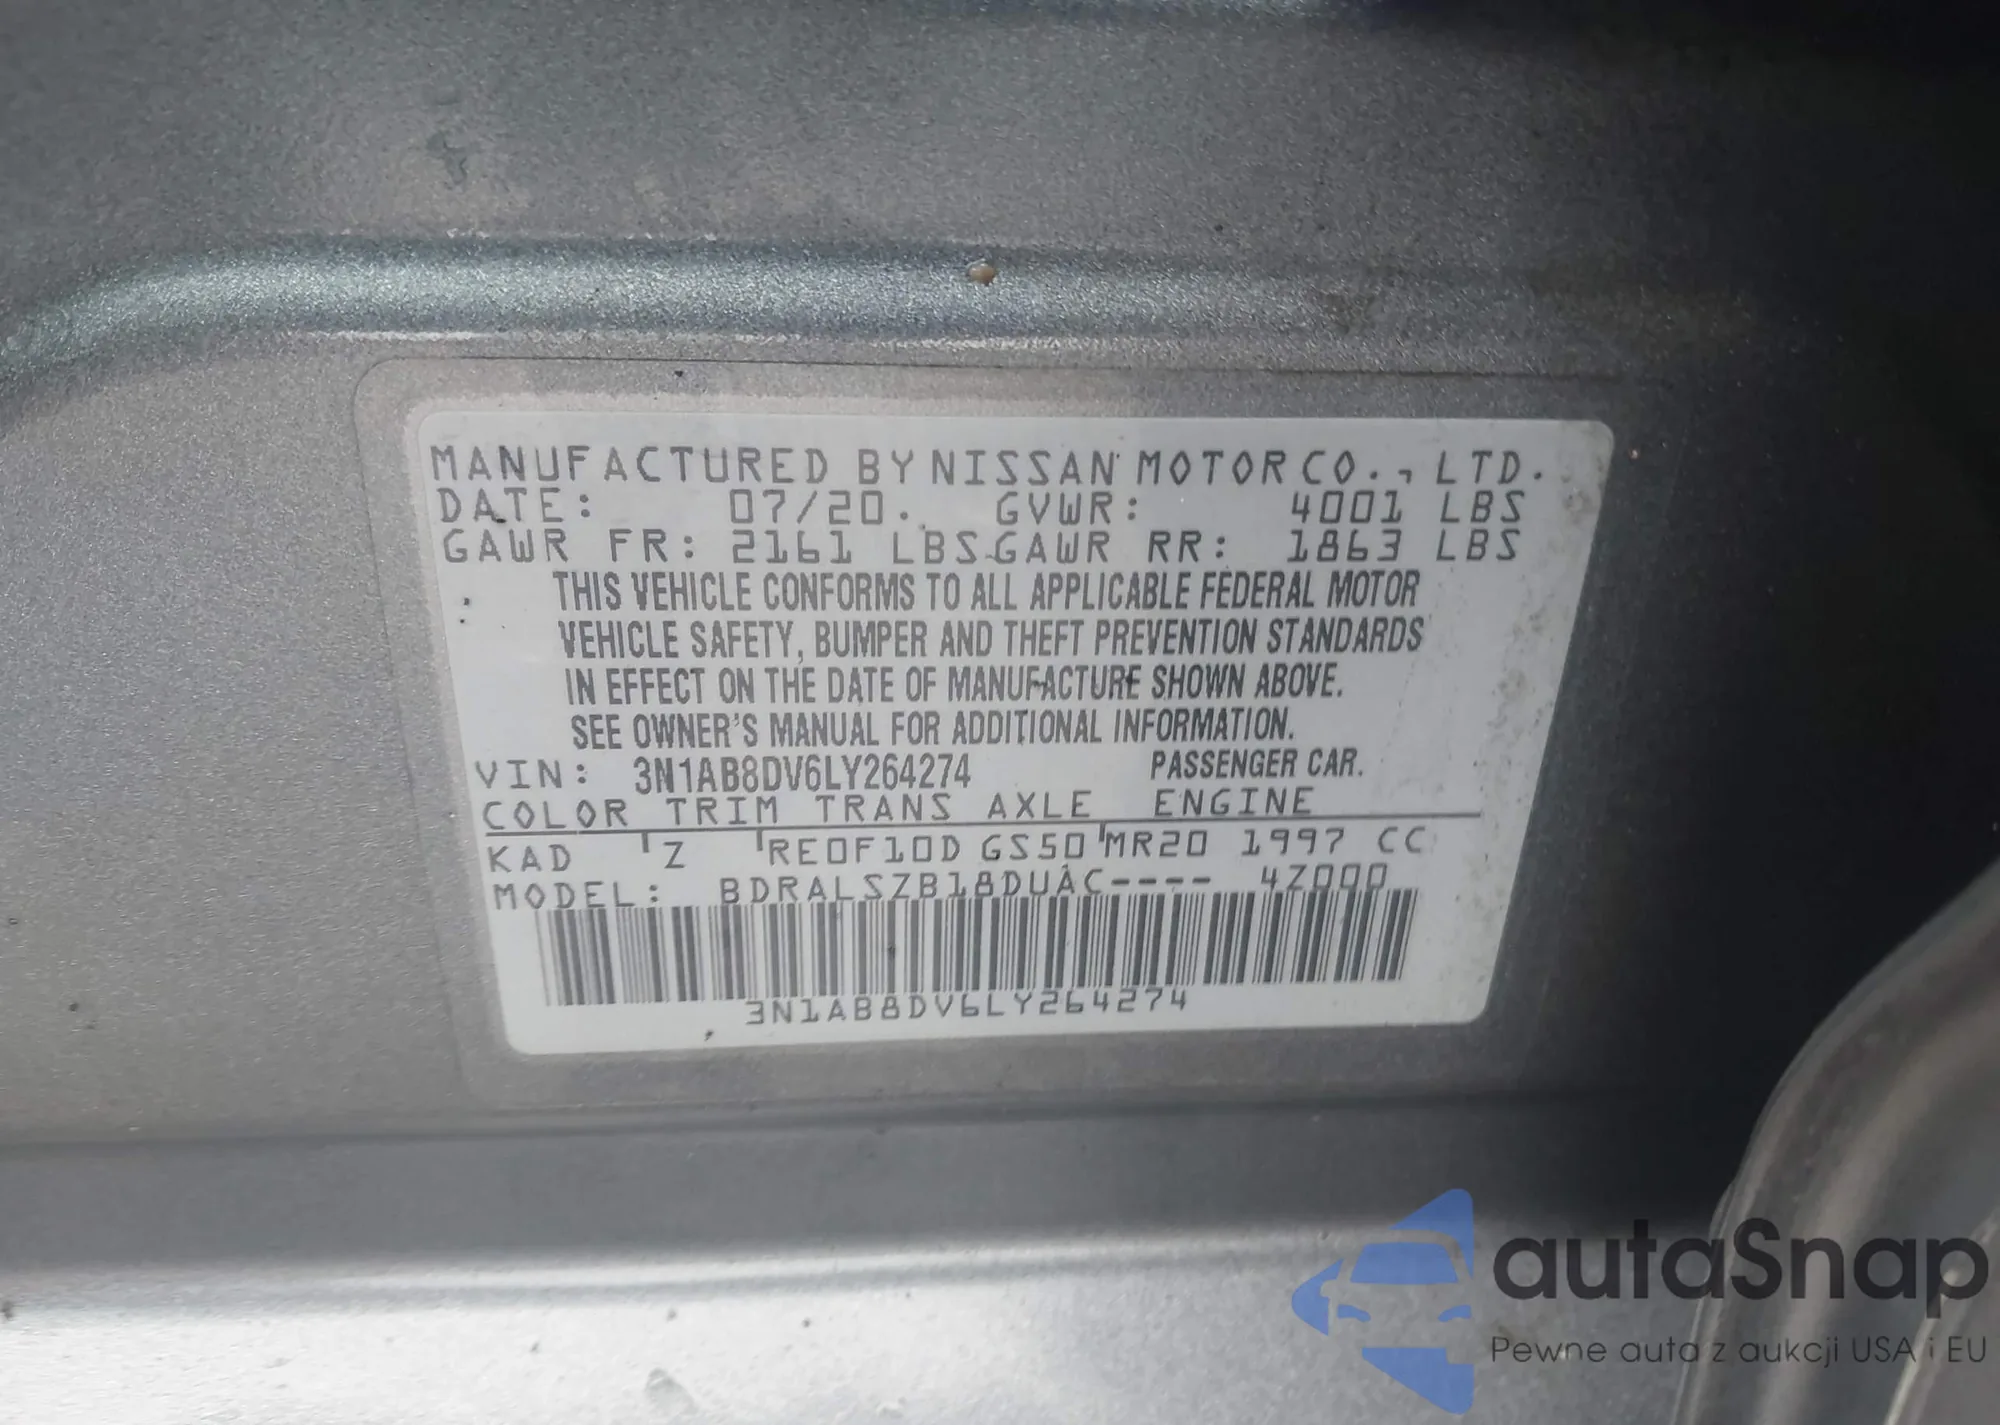 MANUFACTURED BY NISSAN MOTOR CO., LTD.
DATE: 07/20. GVWR: 4001 LBS
GAWR FR: 2161 LBS GAWR RR: 1863 LBS
THIS VEHICLE CONFORMS TO ALL APPLICABLE FEDERAL MOTOR
VEHICLE SAFETY, BUMPER AND THEFT PREVENTION STANDARDS
IN EFFECT ON THE DATE OF MANUFACTURE SHOWN ABOVE.
SEE OWNER'S MANUAL FOR ADDITIONAL INFORMATION.
VIN: 3N1AB8DV6LY264274 PASSENGER CAR.
COLOR TRIM TRANS AXLE ENGINE
KAD Z RE0F10D GS50 MR20 1997 CC
MODEL: BDRALSZB18DUAC---- 4Z000
3N1AB8DV6LY264274
autaSnap
Pewne auta z aukcji USA i EU